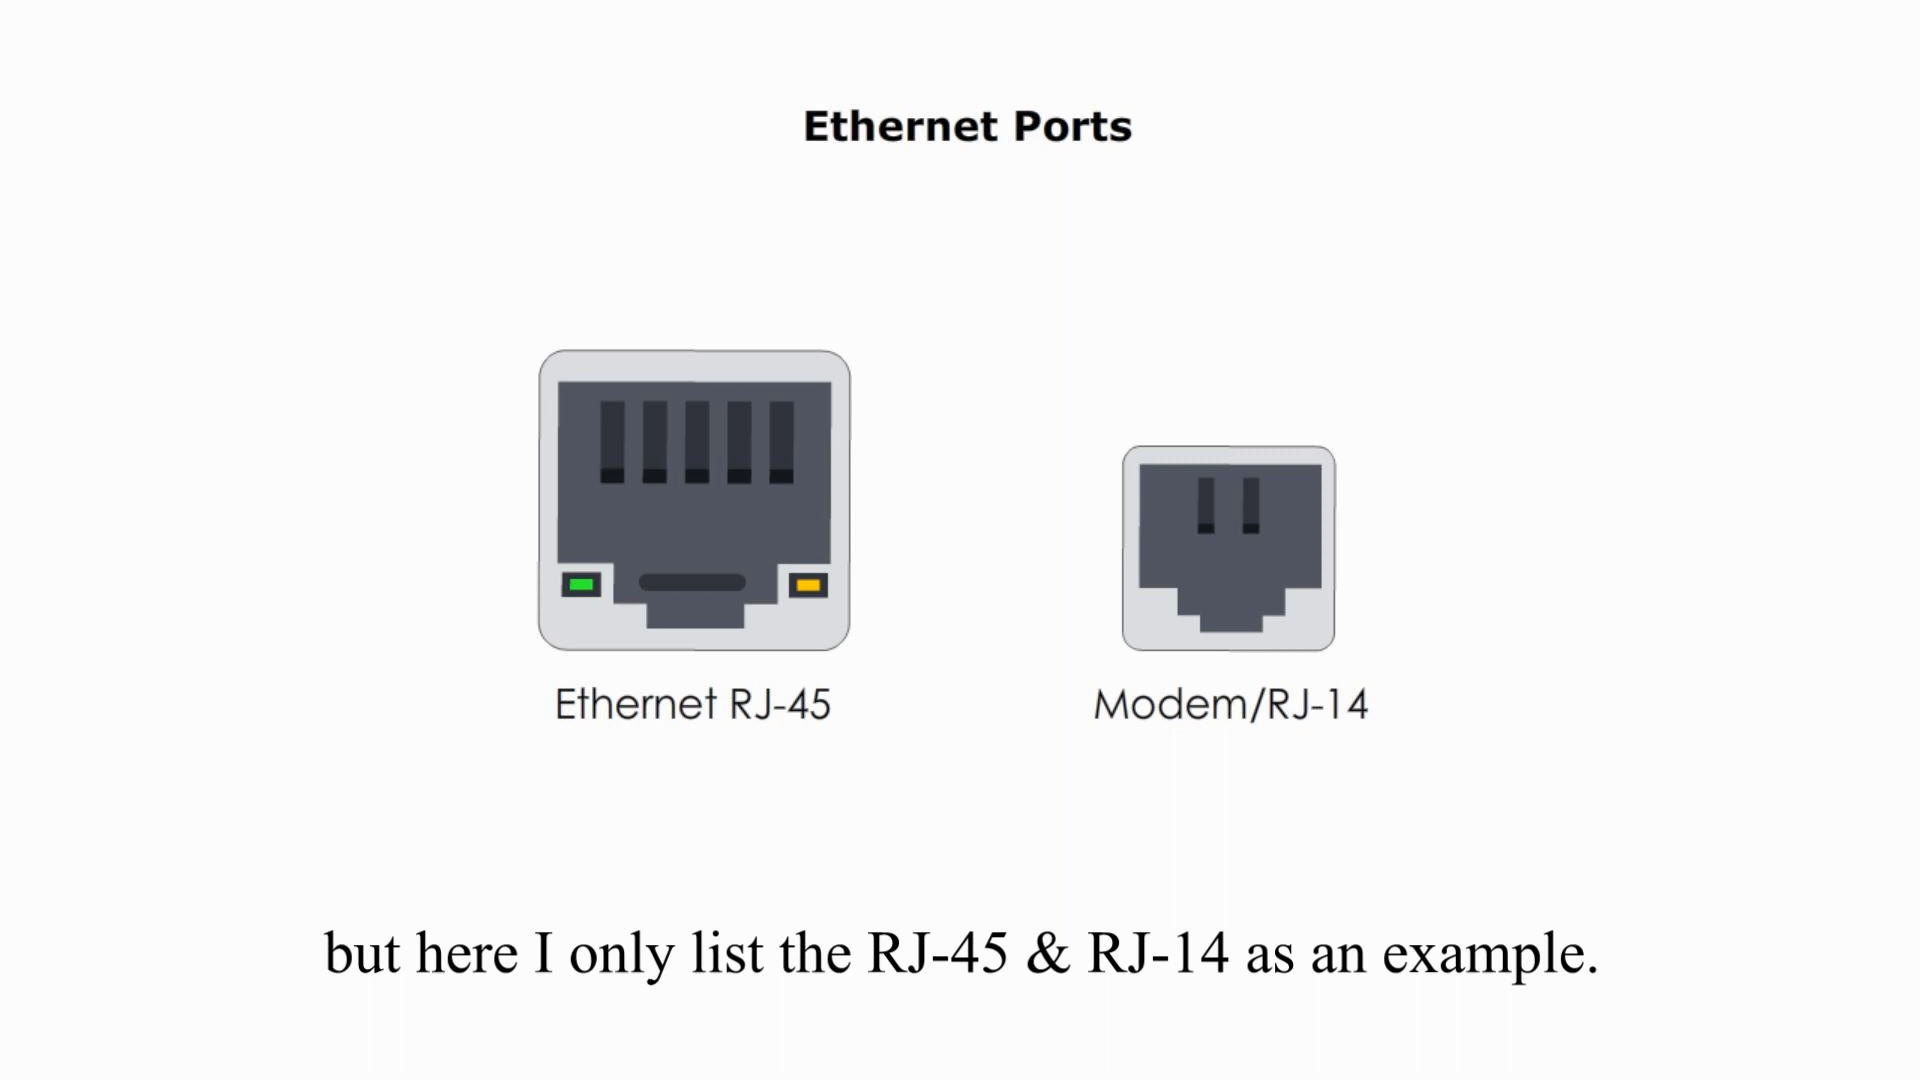 Ethernet Ports
Ethernet RJ-45
Modem/RJ-14
but here I only list the RJ-45 & RJ-14 as an example.